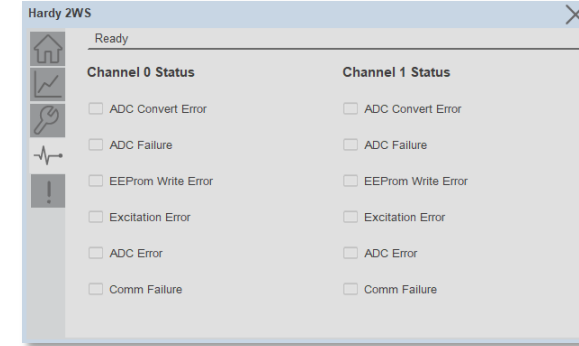 Hardy 2WS
Ready
Channel 0 Status
Channel 1 Status
ADC Convert Error
ADC Convert Error
ADC Failure
ADC Failure
EEProm Write Error
EEProm Write Error
Excitation Error
Excitation Error
ADC Error
ADC Error
Comm Failure
Comm Failure